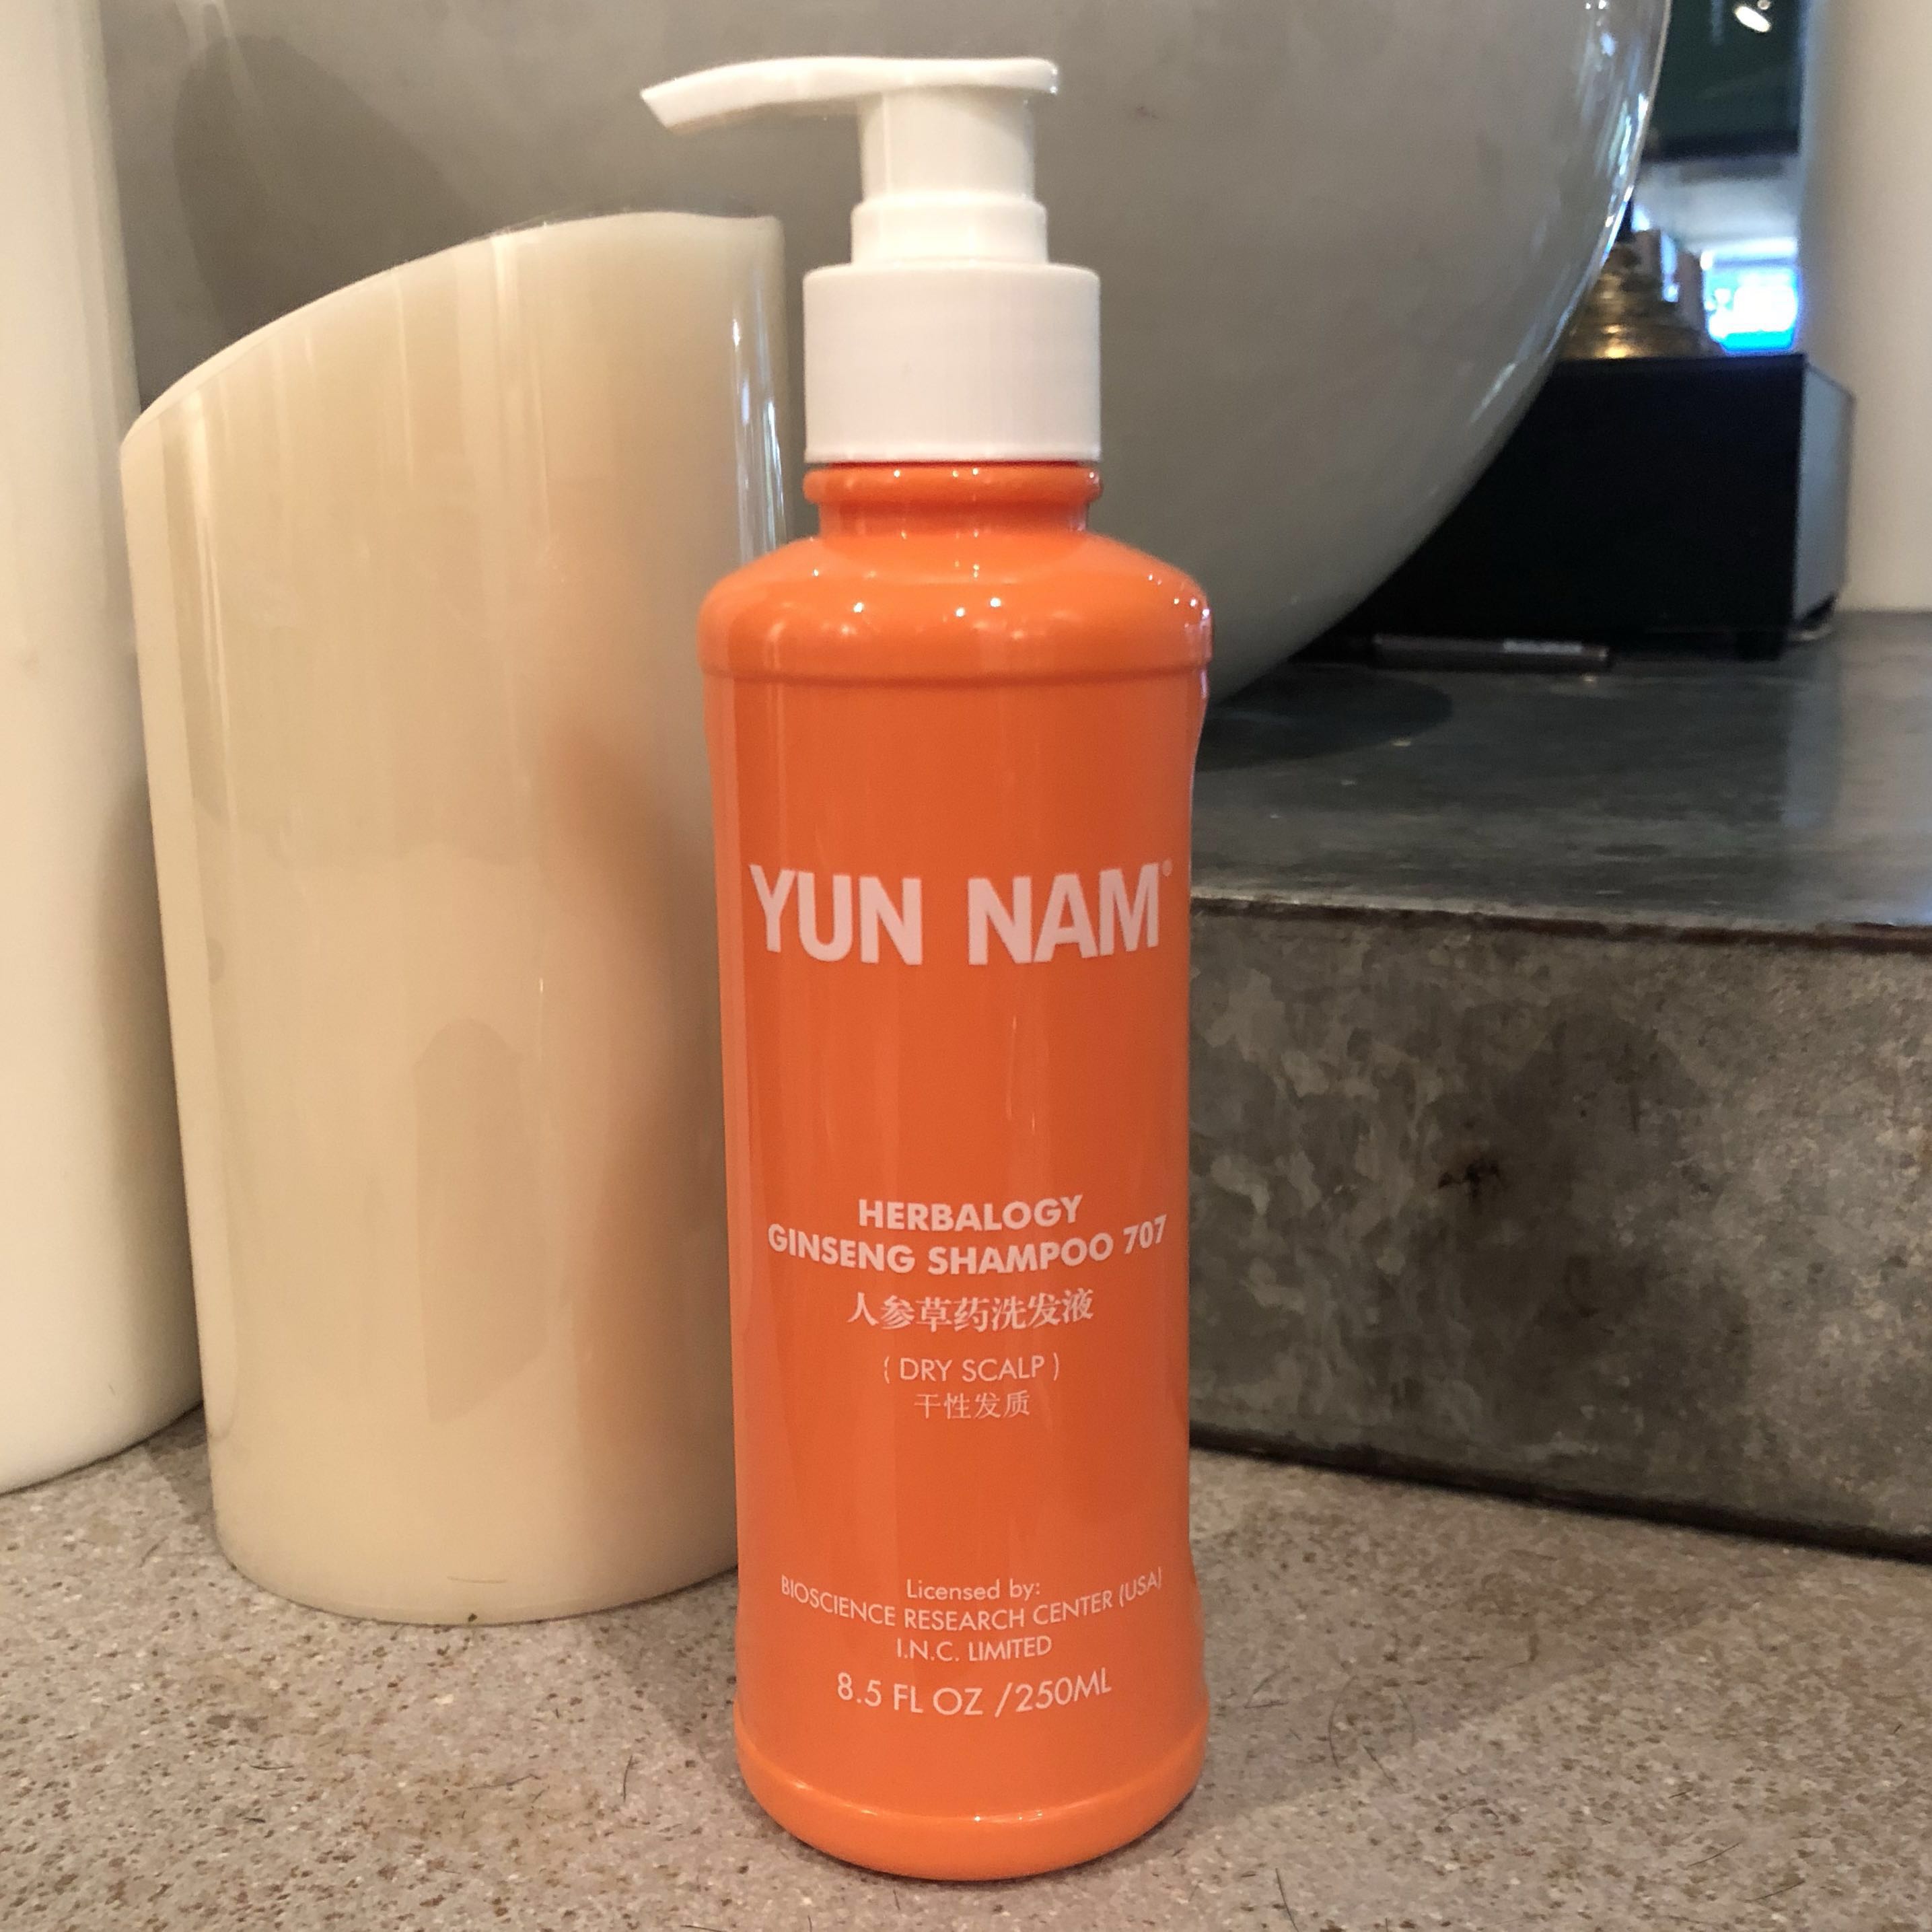 YUN NAM®
HERBALOGY
GINSENG SHAMPOO 707
人参草药洗发液
( DRY SCALP )
干性发质
Licensed by:
BIOSCIENCE RESEARCH CENTER (USA)
I.N.C. LIMITED
8.5 FL OZ /250ML